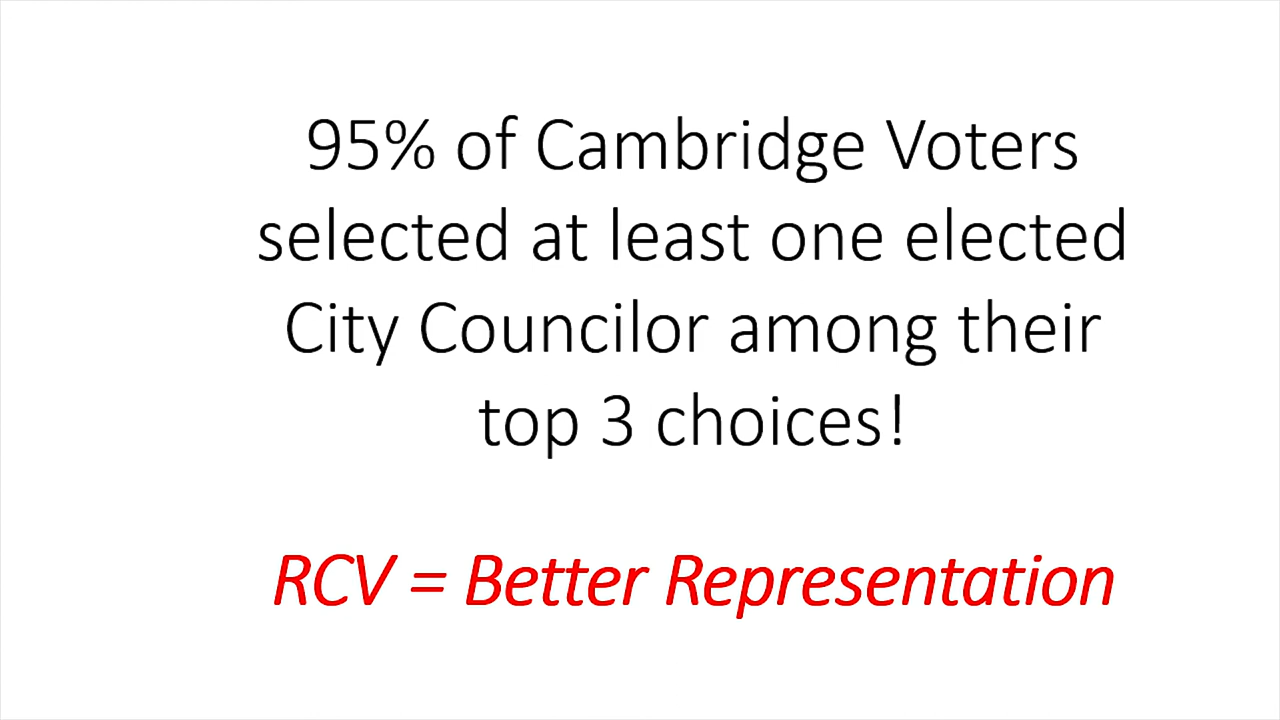 95% of Cambridge Voters
selected at least one elected
City Councilor among their
top 3 choices!
RCV = Better Representation